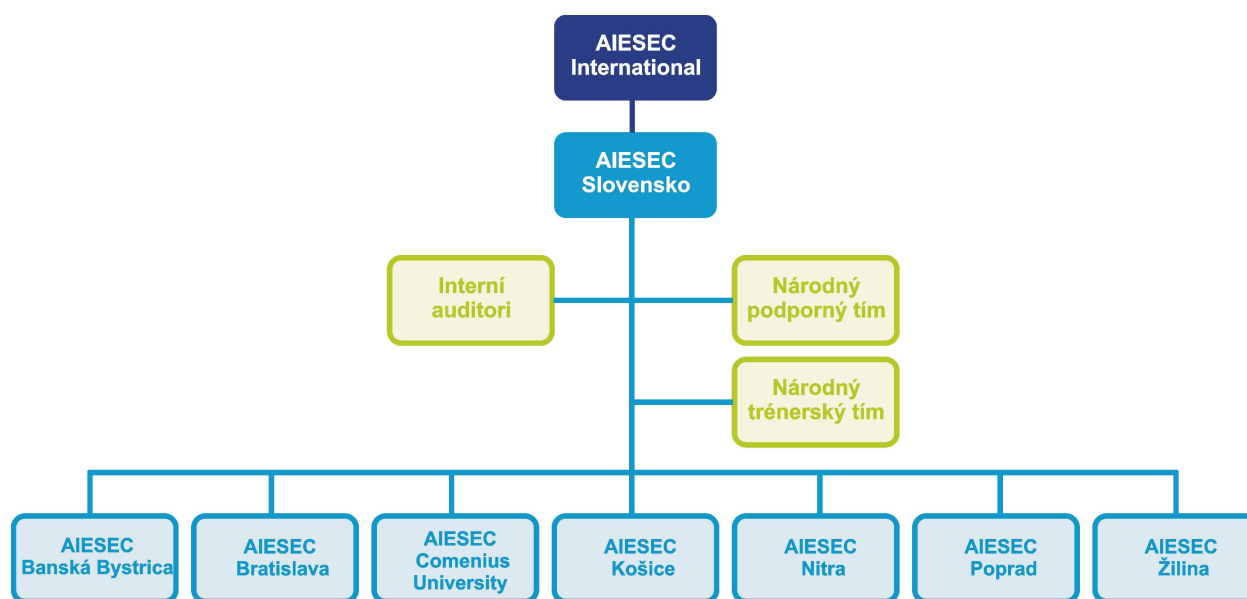 AIESEC
International
AIESEC
Slovensko
Interní
auditori
Národný
podporný tím
Národný
trénerský tím
AIESEC
Banská Bystrica
AIESEC
Bratislava
AIESEC
Comenius
University
AIESEC
Košice
AIESEC
Nitra
AIESEC
Poprad
AIESEC
Žilina